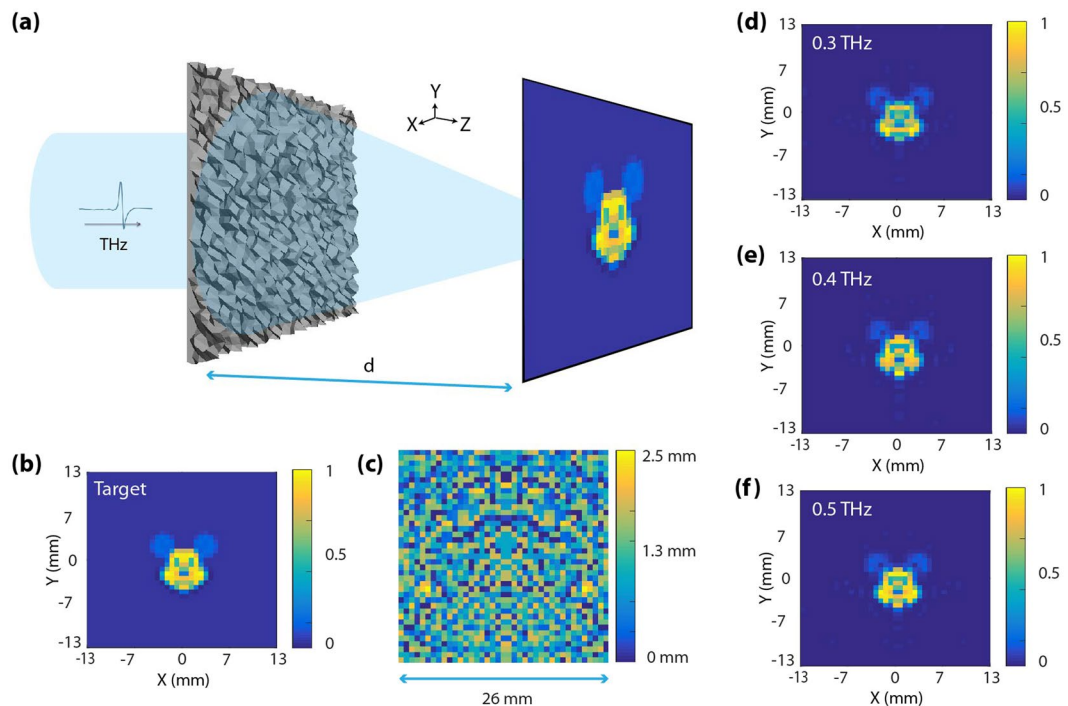 (a)
Y
X
Z
THz
d
(b)
Target
13
7
0
-7
-13
Y (mm)
-13 -7 0 7 13
X (mm)
1
0.5
0
(c)
2.5 mm
1.3 mm
0 mm
26 mm
(d)
0.3 THz
13
7
0
-7
-13
Y (mm)
-13 -7 0 7 13
X (mm)
1
0.5
0
(e)
0.4 THz
13
7
0
-7
-13
Y (mm)
-13 -7 0 7 13
X (mm)
1
0.5
0
(f)
0.5 THz
13
7
0
-7
-13
Y (mm)
-13 -7 0 7 13
X (mm)
1
0.5
0